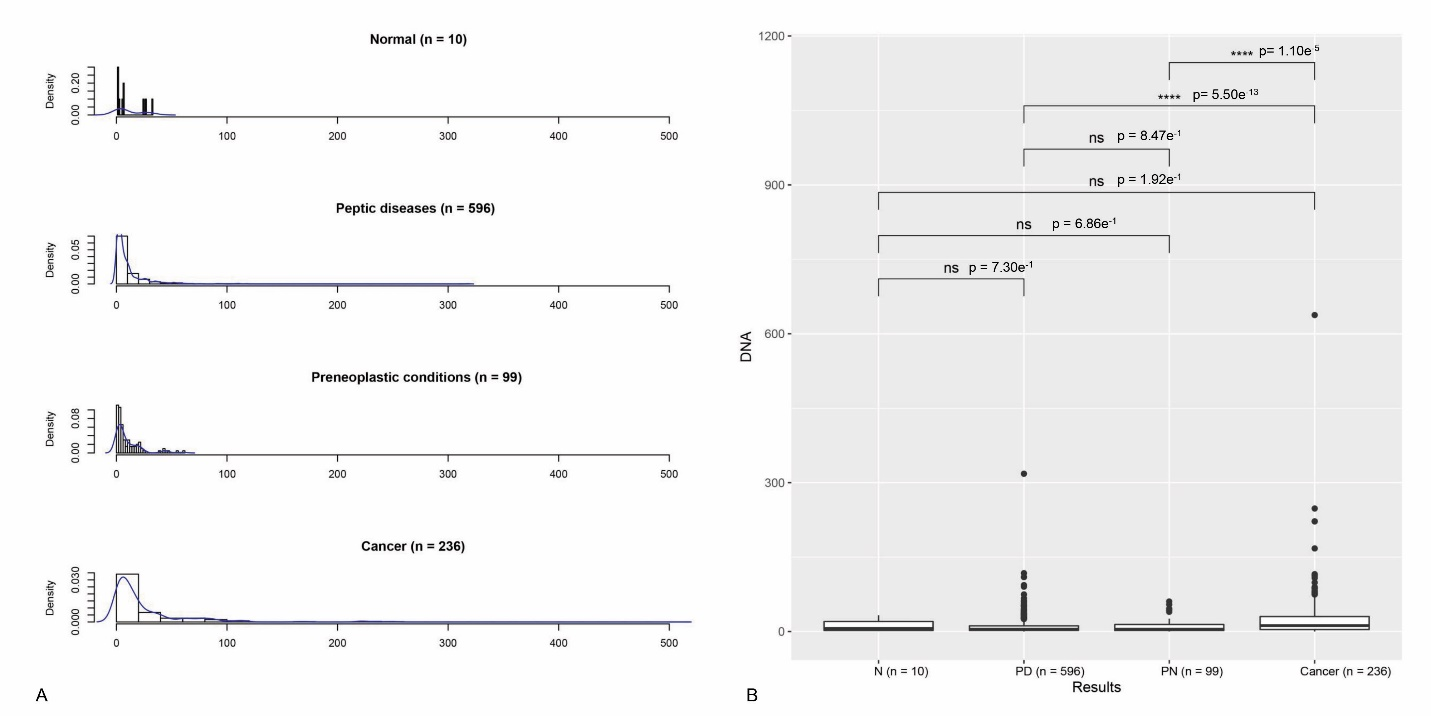 Normal (n = 10)
Density
0.00 0.20
0 100 200 300 400 500
Peptic diseases (n = 596)
Density
0.00 0.05
0 100 200 300 400 500
Preneoplastic conditions (n = 99)
Density
0.00 0.08
0 100 200 300 400 500
Cancer (n = 236)
Density
0.000 0.030
0 100 200 300 400 500
A
1200
900
600
300
0
DNA
**** p= 1.10e-5
**** p= 5.50e-13
ns p = 8.47e-1
ns p = 1.92e-1
ns p = 6.86e-1
ns p = 7.30e-1
N (n = 10) PD (n = 596) PN (n = 99) Cancer (n = 236)
Results
B